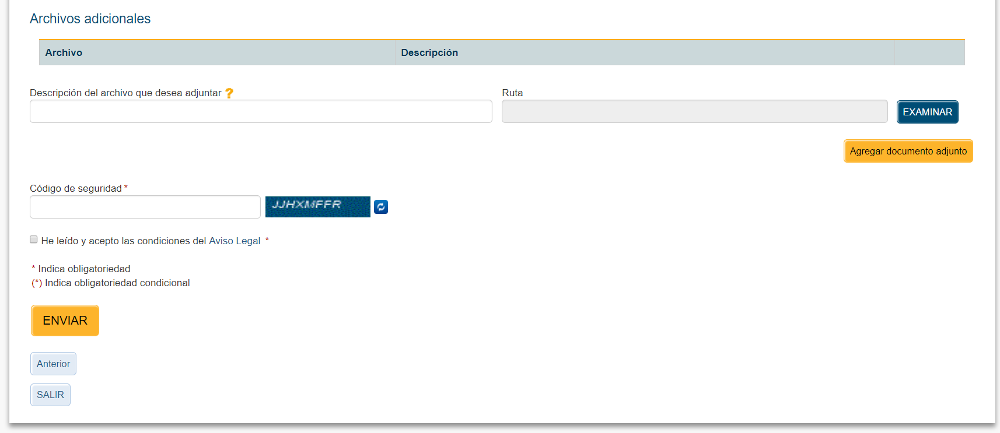 Archivos adicionales
Archivo Descripción
Descripción del archivo que desea adjuntar ? Ruta
EXAMINAR
Agregar documento adjunto
Código de seguridad *
JJHXMFFR
He leído y acepto las condiciones del Aviso Legal *
* Indica obligatoriedad
(*) Indica obligatoriedad condicional
ENVIAR
Anterior
SALIR